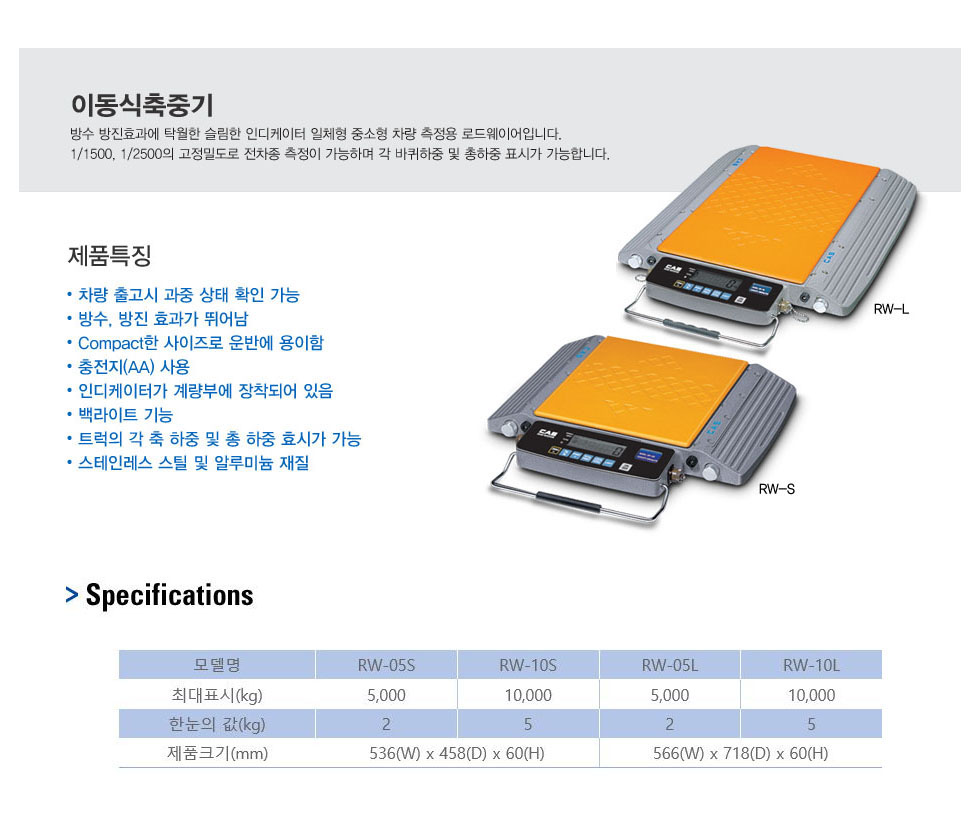 이동식축중기
방수 방진효과에 탁월한 슬림한 인디케이터 일체형 중소형 차량 측정용 로드웨이어입니다.
1/1500, 1/2500의 고정밀도로 전차종 측정이 가능하며 각 바퀴하중 및 총하중 표시가 가능합니다.
CAS
CAS
CAS
RW-L
제품특징
• 차량 출고시 과중 상태 확인 가능
• 방수, 방진 효과가 뛰어남
• Compact한 사이즈로 운반에 용이함
• 충전지(AA) 사용
• 인디케이터가 계량부에 장착되어 있음
• 백라이트 기능
• 트럭의 각 축 하중 및 총 하중 효시가 가능
• 스테인레스 스틸 및 알루미늄 재질
CAS
CAS
CAS
RW-S
> Specifications
모델명 RW-05S RW-10S RW-05L RW-10L
최대표시(kg) 5,000 10,000 5,000 10,000
한눈의 값(kg) 2 5 2 5
제품크기(mm) 536(W) x 458(D) x 60(H) 566(W) x 718(D) x 60(H)